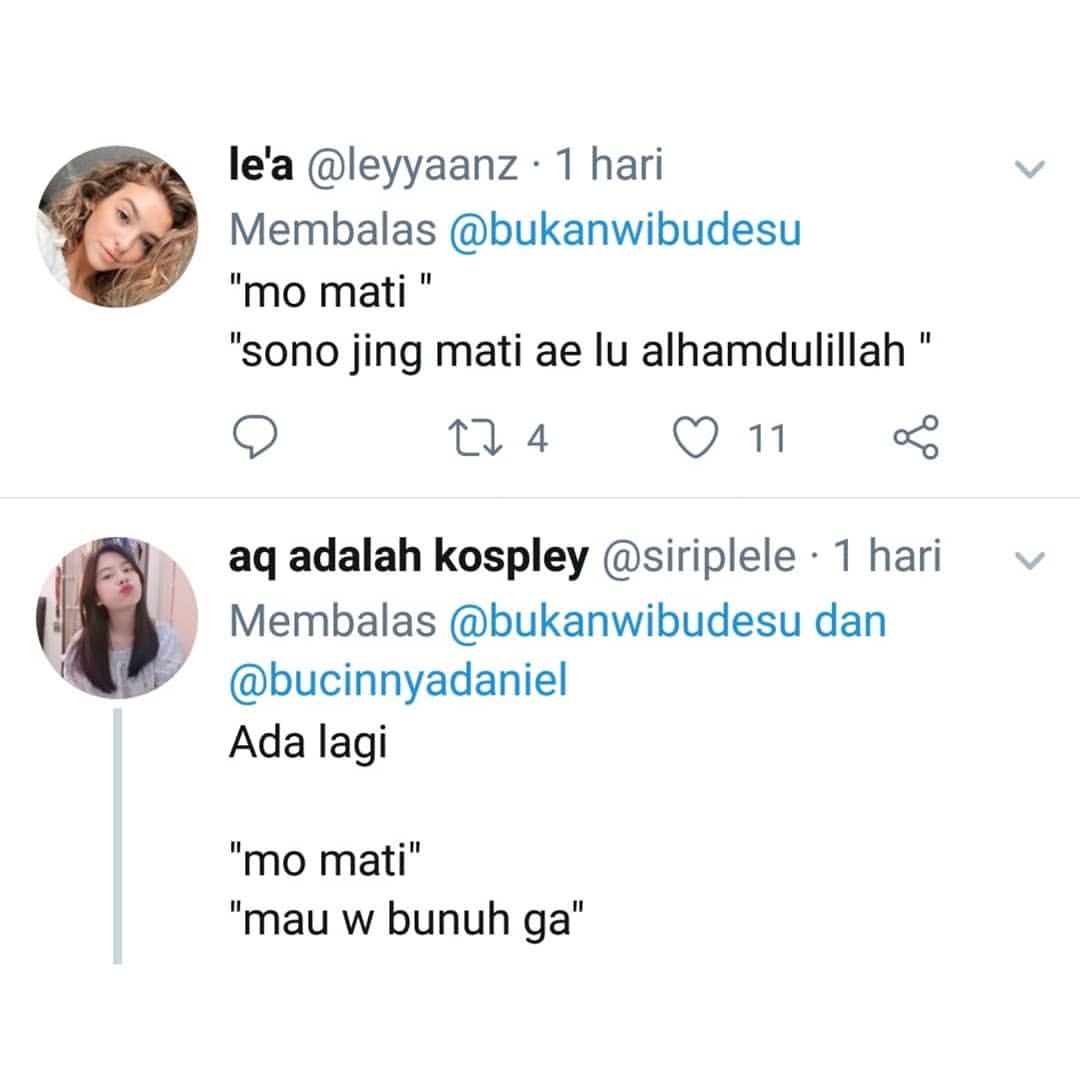 le'a @leyyaanz · 1 hari
Membalas @bukanwibudesu
"mo mati "
"sono jing mati ae lu alhamdulillah "
4 11
aq adalah kospley @siriplele · 1 hari
Membalas @bukanwibudesu dan
@bucinnyadaniel
Ada lagi
"mo mati"
"mau w bunuh ga"